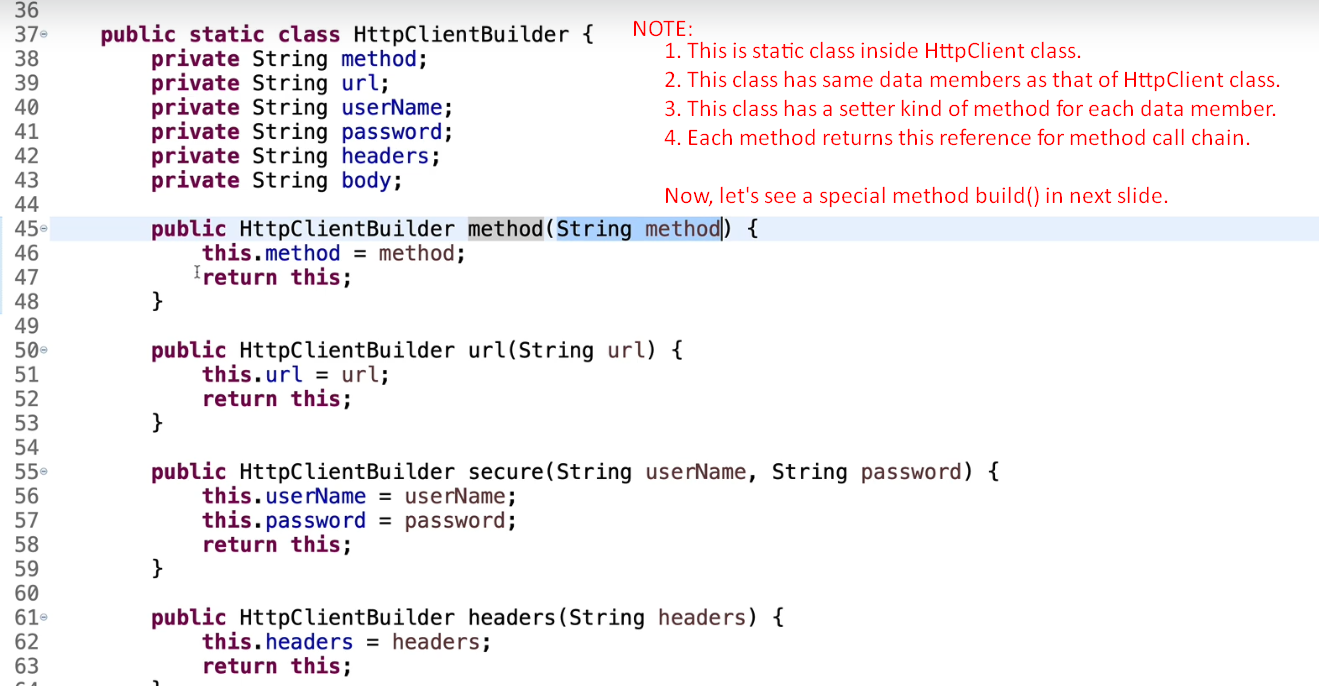 36
37 public static class HttpClientBuilder {
38 private String method;
39 private String url;
40 private String userName;
41 private String password;
42 private String headers;
43 private String body;
44
45 public HttpClientBuilder method(String method) {
46 this.method = method;
47 return this;
48 }
49
50 public HttpClientBuilder url(String url) {
51 this.url = url;
52 return this;
53 }
54
55 public HttpClientBuilder secure(String userName, String password) {
56 this.userName = userName;
57 this.password = password;
58 return this;
59 }
60
61 public HttpClientBuilder headers(String headers) {
62 this.headers = headers;
63 return this;
NOTE:
1. This is static class inside HttpClient class.
2. This class has same data members as that of HttpClient class.
3. This class has a setter kind of method for each data member.
4. Each method returns this reference for method call chain.
Now, let's see a special method build() in next slide.